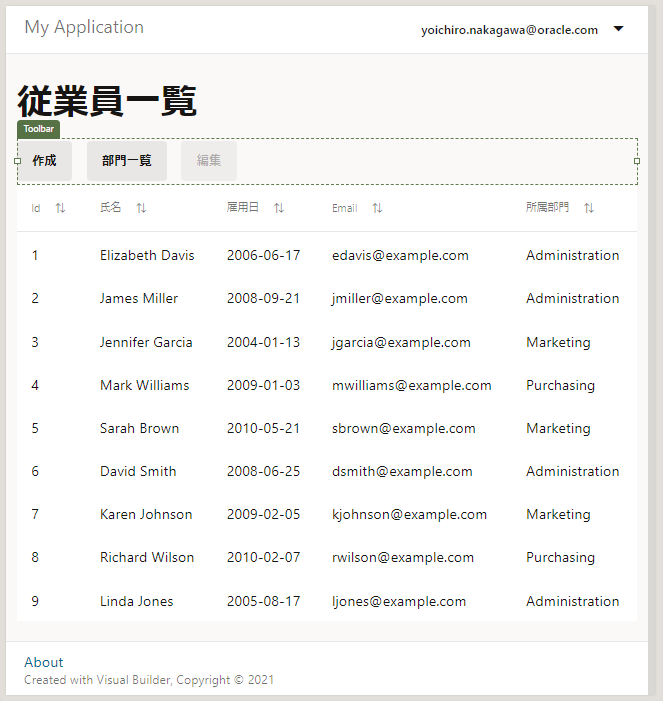 My Application
yoichiro.nakagawa@oracle.com
従業員一覧
Toolbar
作成 部門一覧 編集
Id 氏名 雇用日 Email 所属部門
1 Elizabeth Davis 2006-06-17 edavis@example.com Administration
2 James Miller 2008-09-21 jmiller@example.com Administration
3 Jennifer Garcia 2004-01-13 jgarcia@example.com Marketing
4 Mark Williams 2009-01-03 mwilliams@example.com Purchasing
5 Sarah Brown 2010-05-21 sbrown@example.com Marketing
6 David Smith 2008-06-25 dsmith@example.com Administration
7 Karen Johnson 2009-02-05 kjohnson@example.com Marketing
8 Richard Wilson 2010-02-07 rwilson@example.com Purchasing
9 Linda Jones 2005-08-17 ljones@example.com Administration
About
Created with Visual Builder, Copyright © 2021